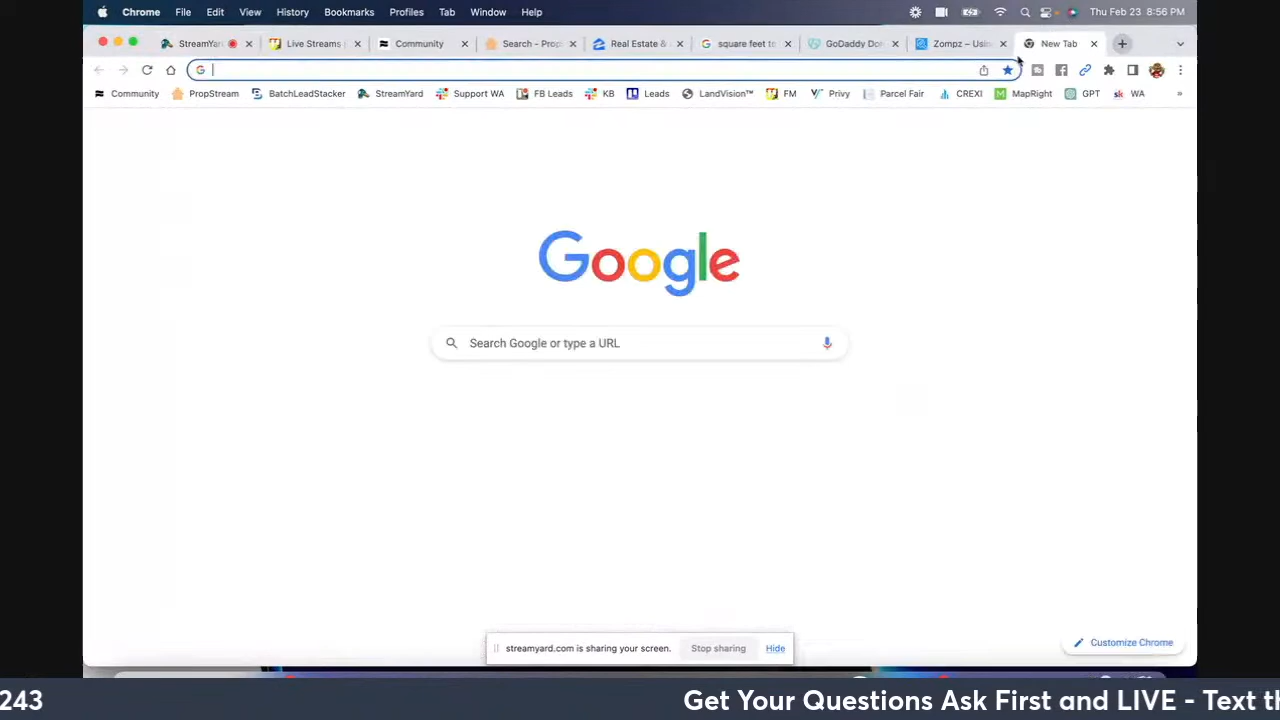 Chrome File Edit View History Bookmarks Profiles Tab Window Help Thu Feb 23 8:56 PM
StreamYar Live Streams Community Search - Prop Real Estate & square feet to GoDaddy Do Zompz – Usin New Tab
Community PropStream BatchLeadStacker StreamYard Support WA FB Leads KB Leads LandVision™ FM Privy Parcel Fair CREXI MapRight GPT WA »
Google
Search Google or type a URL
Customize Chrome
streamyard.com is sharing your screen. Stop sharing Hide
243 Get Your Questions Ask First and LIVE - Text th